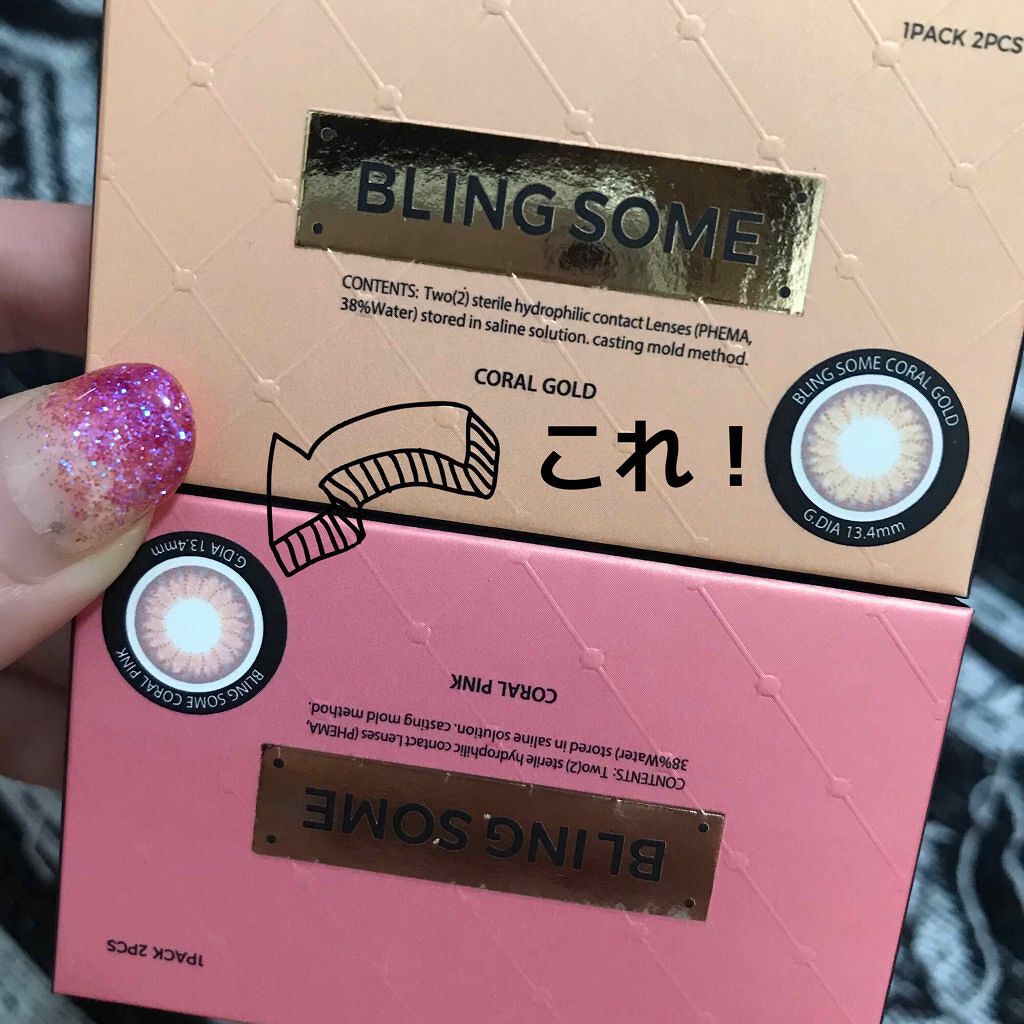 1PACK 2PCS
BLING SOME
CONTENTS: Two(2) sterile hydrophilic contact Lenses (PHEMA,
38%Water) stored in saline solution. casting mold method.
CORAL GOLD
これ！
BLING SOME CORAL GOLD
G.DIA 13.4mm
G.DIA 13.4mm
BLING SOME CORAL PINK
CORAL PINK
CONTENTS: Two(2) sterile hydrophilic contact Lenses (PHEMA,
38%Water) stored in saline solution. casting mold method.
BLING SOME
1PACK 2PCS